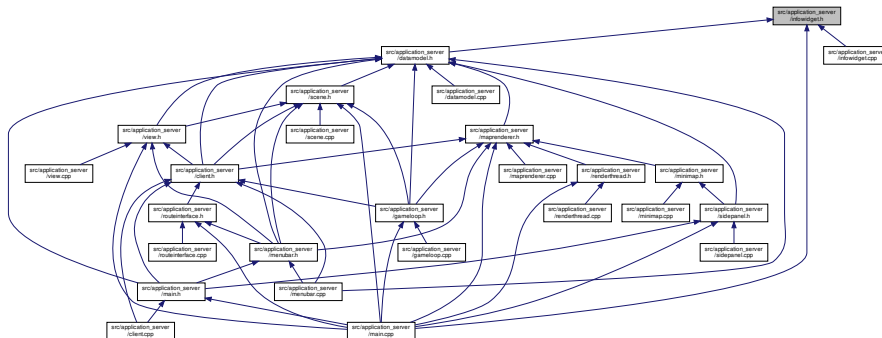 src/application_server
/infowidget.h
src/application_server
/datamodel.h
src/application_server
/infowidget.cpp
src/application_server
/scene.h
src/application_server
/datamodel.cpp
src/application_server
/view.h
src/application_server
/scene.cpp
src/application_server
/maprenderer.h
src/application_server
/view.cpp
src/application_server
/client.h
src/application_server
/maprenderer.cpp
src/application_server
/renderthread.h
src/application_server
/minimap.h
src/application_server
/routeinterface.h
src/application_server
/gameloop.h
src/application_server
/renderthread.cpp
src/application_server
/minimap.cpp
src/application_server
/sidepanel.h
src/application_server
/routeinterface.cpp
src/application_server
/menubar.h
src/application_server
/gameloop.cpp
src/application_server
/sidepanel.cpp
src/application_server
/main.h
src/application_server
/menubar.cpp
src/application_server
/client.cpp
src/application_server
/main.cpp